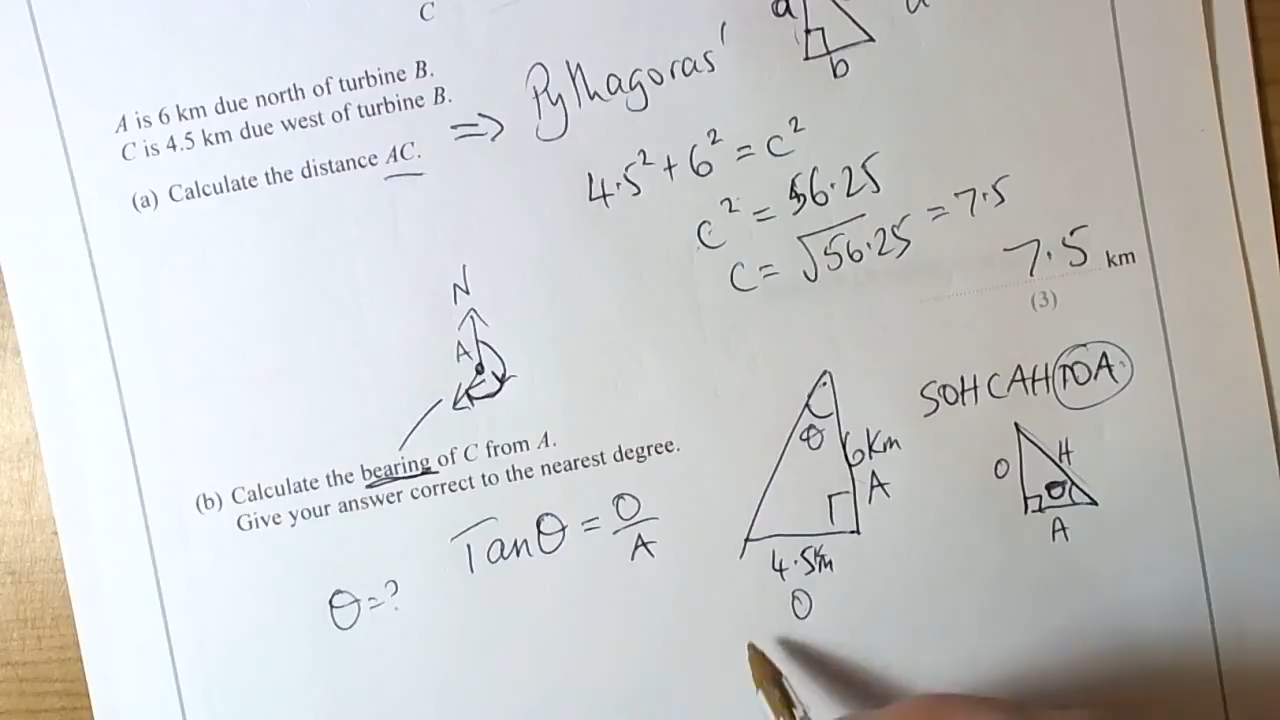 C
a
b
A is 6 km due north of turbine B.
C is 4.5 km due west of turbine B.
(a) Calculate the distance AC.
⇒ Pythagoras'
4.5² + 6² = c²
c² = 56.25
c = √56.25 = 7.5
7.5 km
(3)
N
A
(b) Calculate the bearing of C from A.
Give your answer correct to the nearest degree.
Tanθ = O/A
θ=?
θ
6km
A
4.5km
O
SOHCAHTOA
O
H
θ
A